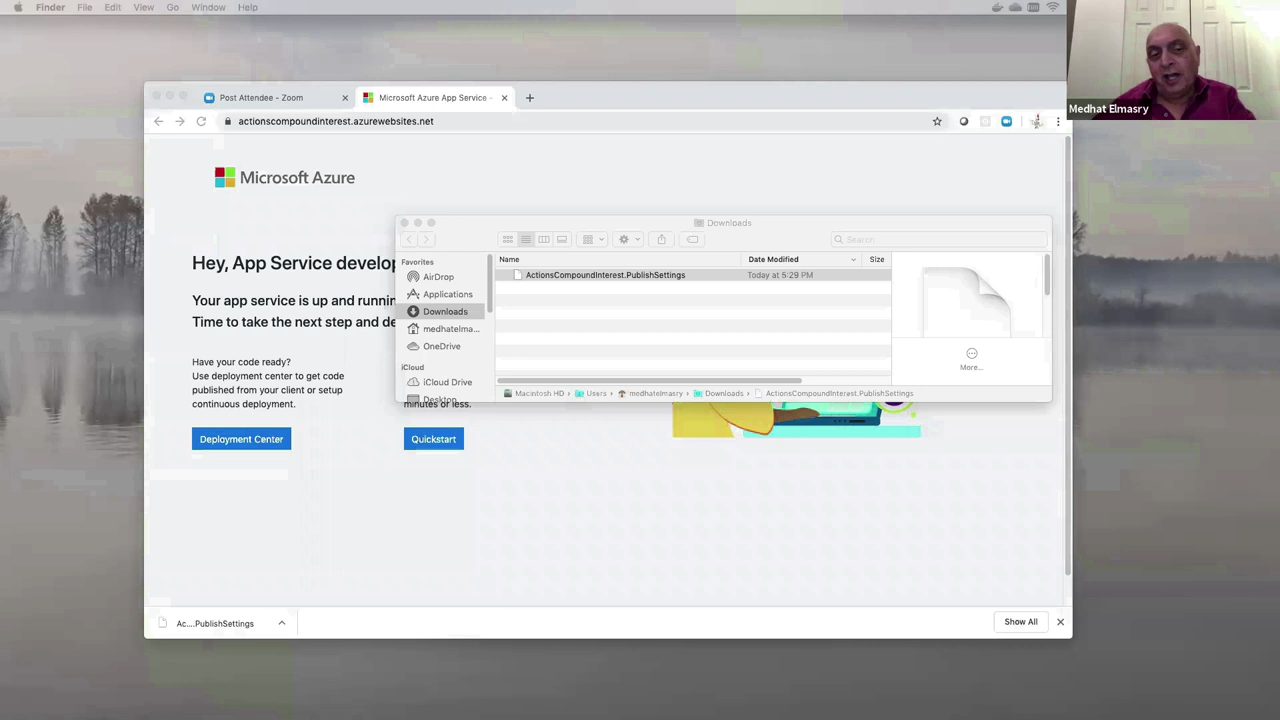 Finder File Edit View Go Window Help
Medhat Elmasry
Post Attendee - Zoom
Microsoft Azure App Service -
actionscompoundinterest.azurewebsites.net
Microsoft Azure
Hey, App Service develop
Your app service is up and runnin
Time to take the next step and de
Have your code ready?
Use deployment center to get code
published from your client or setup
continuous deployment.
minutes or less.
Deployment Center
Quickstart
Downloads
Search
Favorites
AirDrop
Applications
Downloads
medhatelma...
OneDrive
iCloud
iCloud Drive
Desktop
Name Date Modified Size
ActionsCompoundInterest.PublishSettings Today at 5:29 PM
More...
Macintosh HD Users medhatelmasry Downloads ActionsCompoundInterest.PublishSettings
Ac....PublishSettings
Show All